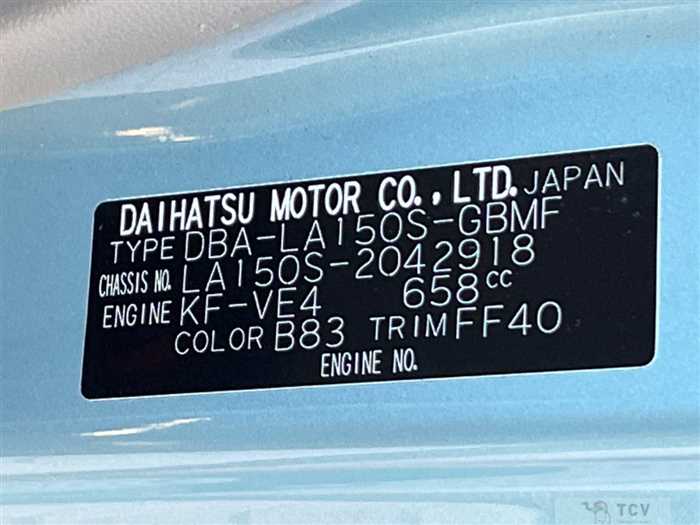 DAIHATSU MOTOR CO., LTD. JAPAN
TYPE DBA-LA150S-GBMF
CHASSIS NO. LA150S-2042918
ENGINE KF-VE4 658cc
COLOR B83 TRIM FF40
ENGINE NO.
TCV